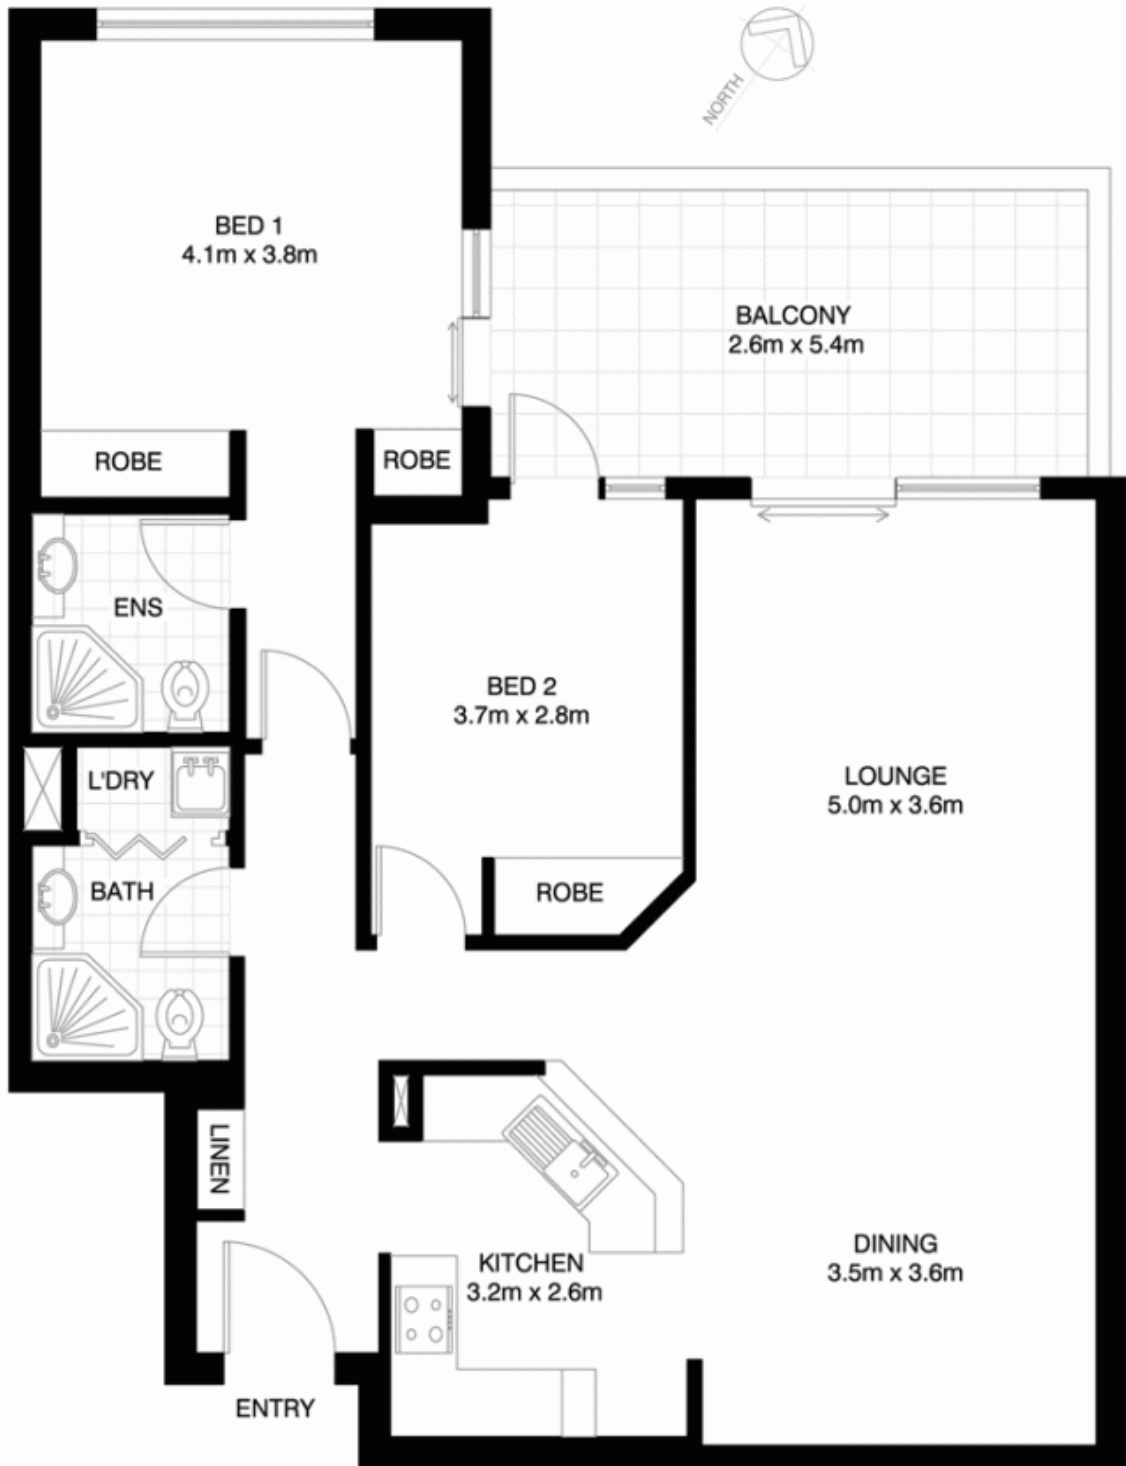 NORTH
BED 1
4.1m x 3.8m
BALCONY
2.6m x 5.4m
ROBE
ROBE
ENS
BED 2
3.7m x 2.8m
L'DRY
LOUNGE
5.0m x 3.6m
BATH
ROBE
LINEN
KITCHEN
3.2m x 2.6m
DINING
3.5m x 3.6m
ENTRY